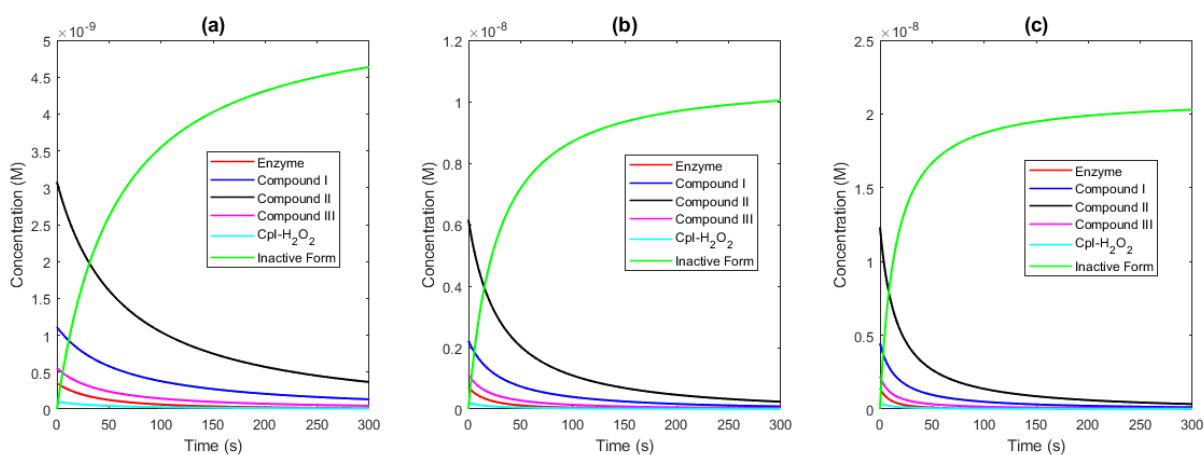 (a)
×10⁻⁹
5
4.5
4
3.5
3
2.5
2
1.5
1
0.5
0
0 50 100 150 200 250 300
Concentration (M)
Time (s)
Enzyme
Compound I
Compound II
Compound III
CpI-H₂O₂
Inactive Form
(b)
×10⁻⁸
1.2
1
0.8
0.6
0.4
0.2
0
0 50 100 150 200 250 300
Concentration (M)
Time (s)
Enzyme
Compound I
Compound II
Compound III
CpI-H₂O₂
Inactive Form
(c)
×10⁻⁸
2.5
2
1.5
1
0.5
0
0 50 100 150 200 250 300
Concentration (M)
Time (s)
Enzyme
Compound I
Compound II
Compound III
CpI-H₂O₂
Inactive Form